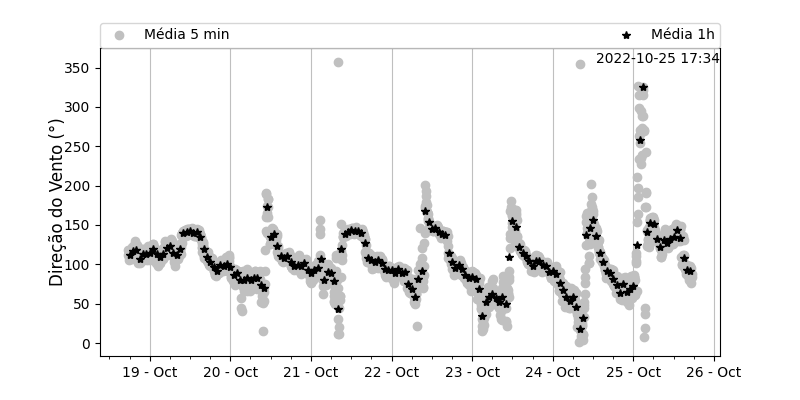 Média 5 min
Média 1h
2022-10-25 17:34
Direção do Vento (°)
350
300
250
200
150
100
50
0
19 - Oct
20 - Oct
21 - Oct
22 - Oct
23 - Oct
24 - Oct
25 - Oct
26 - Oct